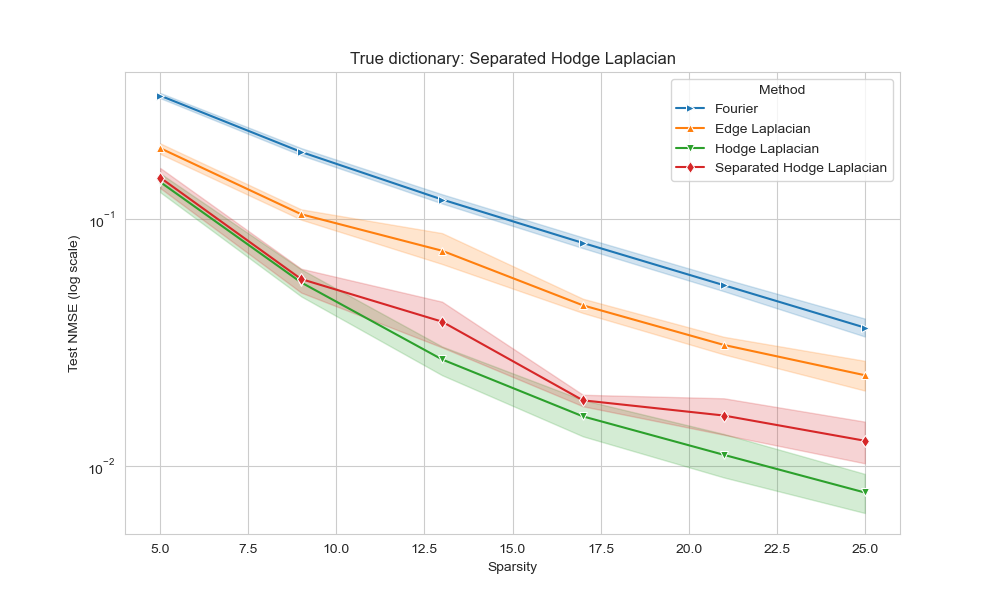 True dictionary: Separated Hodge Laplacian
Method
Fourier
Edge Laplacian
Hodge Laplacian
Separated Hodge Laplacian
Test NMSE (log scale)
10⁻¹
10⁻²
5.0 7.5 10.0 12.5 15.0 17.5 20.0 22.5 25.0
Sparsity